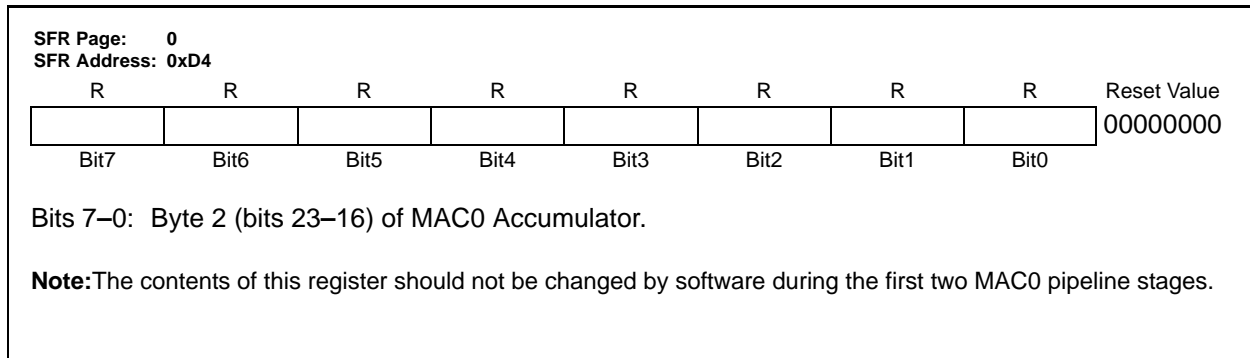 SFR Page: 0
SFR Address: 0xD4
R R R R R R R R Reset Value
00000000
Bit7 Bit6 Bit5 Bit4 Bit3 Bit2 Bit1 Bit0
Bits 7–0: Byte 2 (bits 23–16) of MAC0 Accumulator.
Note:The contents of this register should not be changed by software during the first two MAC0 pipeline stages.